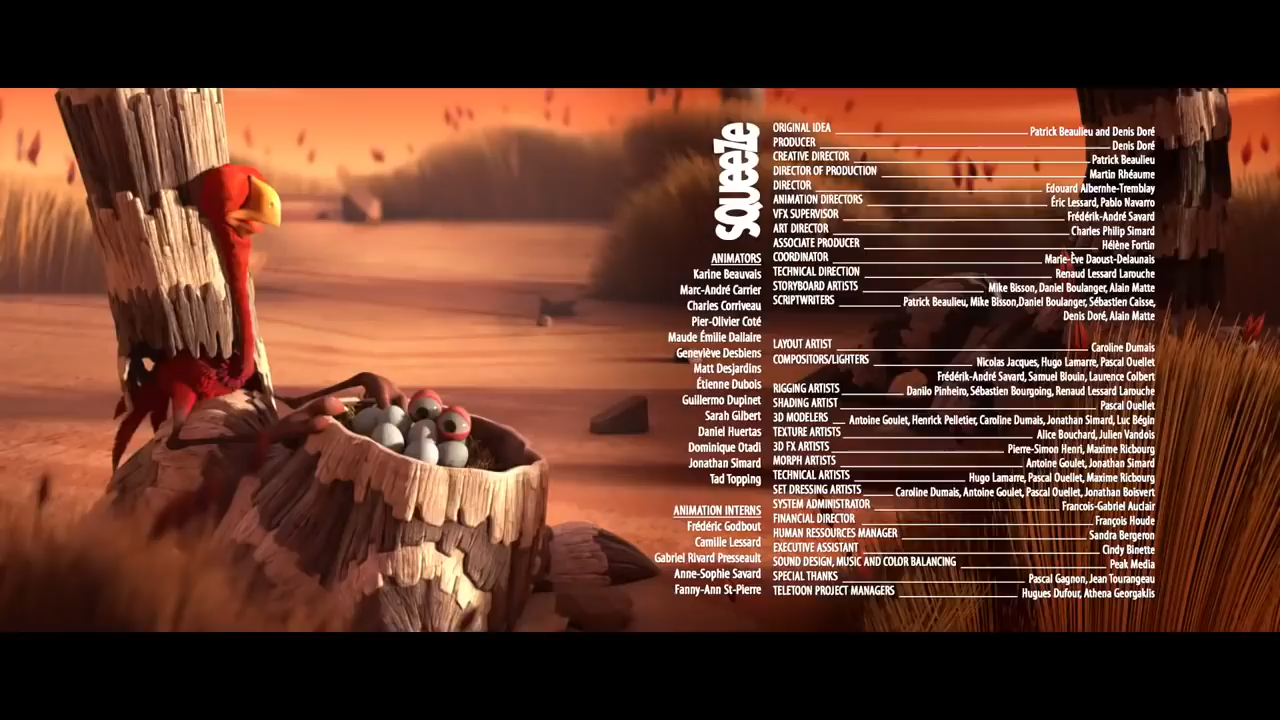 squeeze
ANIMATORS
Karine Beauvais
Marc-André Carrier
Charles Corriveau
Pier-Olivier Coté
Maude Émilie Dallaire
Geneviève Desbiens
Matt Desjardins
Étienne Dubois
Guillermo Dupinet
Sarah Gilbert
Daniel Huertas
Dominique Otadi
Jonathan Simard
Tad Topping
ANIMATION INTERNS
Frédéric Godbout
Camille Lessard
Gabriel Rivard Presseault
Anne-Sophie Savard
Fanny-Ann St-Pierre
ORIGINAL IDEA Patrick Beaulieu and Denis Doré
PRODUCER Denis Doré
CREATIVE DIRECTOR Patrick Beaulieu
DIRECTOR OF PRODUCTION Martin Rhéaume
DIRECTOR Edouard Albernhe-Tremblay
ANIMATION DIRECTORS Éric Lessard, Pablo Navarro
VFX SUPERVISOR Frédérik-André Savard
ART DIRECTOR Charles Philip Simard
ASSOCIATE PRODUCER Hélène Fortin
COORDINATOR Marie-Ève Daoust-Delaunais
TECHNICAL DIRECTION Renaud Lessard Larouche
STORYBOARD ARTISTS Mike Bisson, Daniel Boulanger, Alain Matte
SCRIPTWRITERS Patrick Beaulieu, Mike Bisson,Daniel Boulanger, Sébastien Caisse,
Denis Doré, Alain Matte
LAYOUT ARTIST Caroline Dumais
COMPOSITORS/LIGHTERS Nicolas Jacques, Hugo Lamarre, Pascal Ouellet
Frédérik-André Savard, Samuel Blouin, Laurence Colbert
RIGGING ARTISTS Danilo Pinheiro, Sébastien Bourgoing, Renaud Lessard Larouche
SHADING ARTIST Pascal Ouellet
3D MODELERS Antoine Goulet, Henrick Pelletier, Caroline Dumais, Jonathan Simard, Luc Bégin
TEXTURE ARTISTS Alice Bouchard, Julien Vandois
3D FX ARTISTS Pierre-Simon Henri, Maxime Ricbourg
MORPH ARTISTS Antoine Goulet, Jonathan Simard
TECHNICAL ARTISTS Hugo Lamarre, Pascal Ouellet, Maxime Ricbourg
SET DRESSING ARTISTS Caroline Dumais, Antoine Goulet, Pascal Ouellet, Jonathan Boisvert
SYSTEM ADMINISTRATOR Francois-Gabriel Auclair
FINANCIAL DIRECTOR François Houde
HUMAN RESSOURCES MANAGER Sandra Bergeron
EXECUTIVE ASSISTANT Cindy Binette
SOUND DESIGN, MUSIC AND COLOR BALANCING Peak Media
SPECIAL THANKS Pascal Gagnon, Jean Tourangeau
TELETOON PROJECT MANAGERS Hugues Dufour, Athena Georgaklis